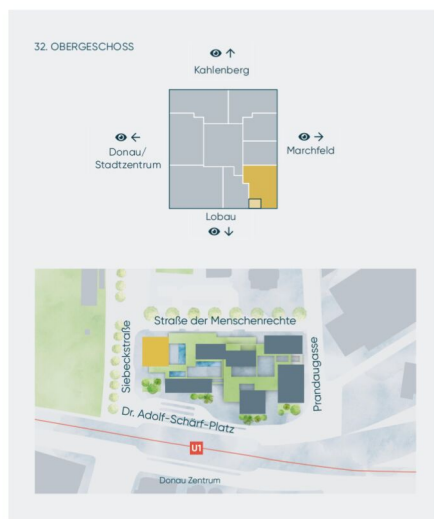 32. OBERGESCHOSS
Kahlenberg
Donau/
Stadtzentrum
Marchfeld
Lobau
Straße der Menschenrechte
Siebeckstraße
Prandaugasse
Dr. Adolf-Schärf-Platz
U1
Donau Zentrum